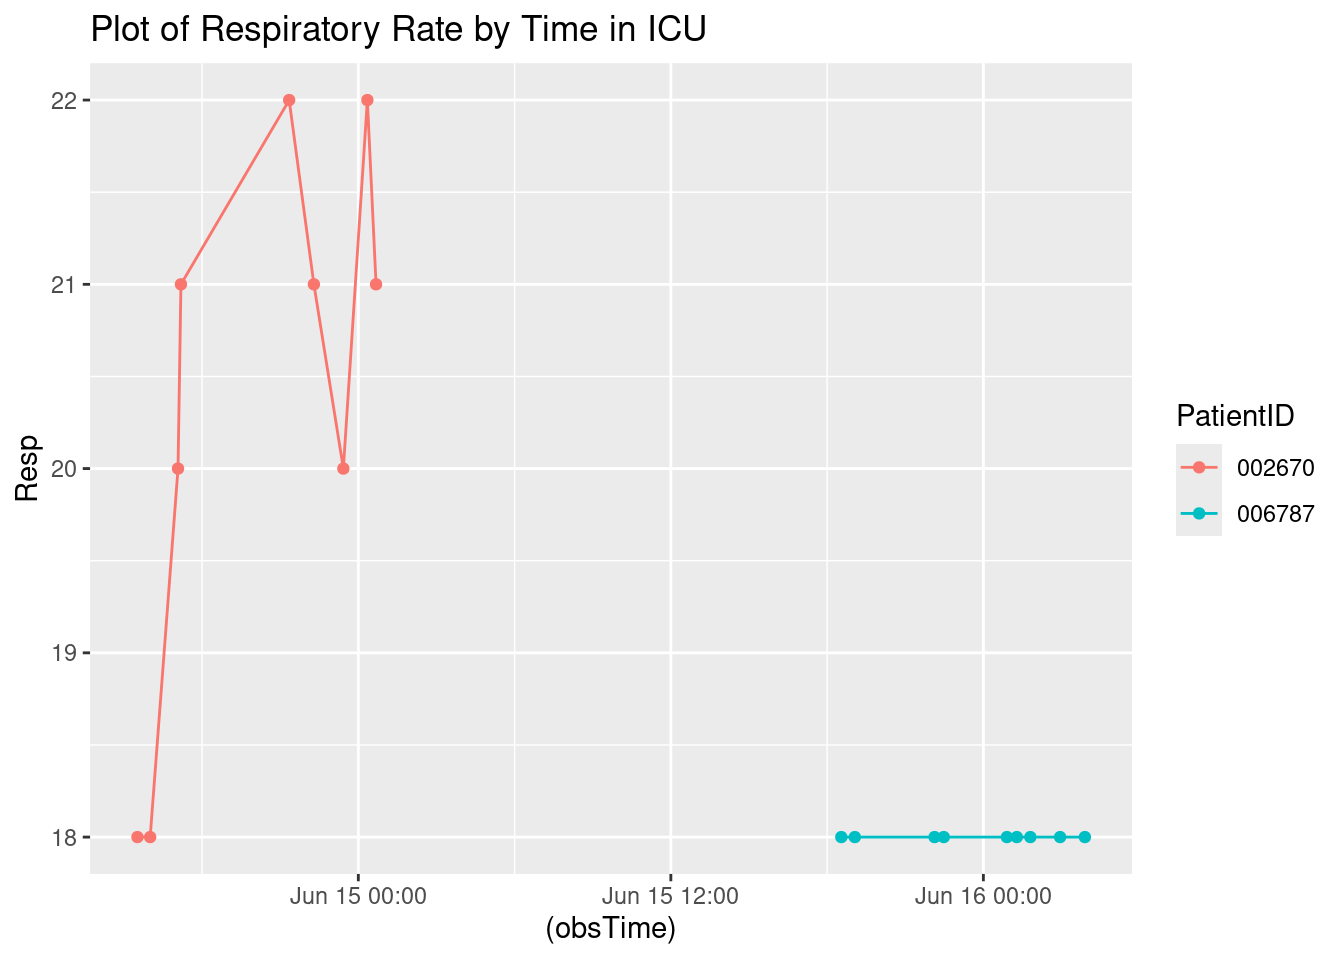 Plot of Respiratory Rate by Time in ICU
22
21
20
19
18
Resp
Jun 15 00:00
Jun 15 12:00
Jun 16 00:00
(obsTime)
PatientID
002670
006787